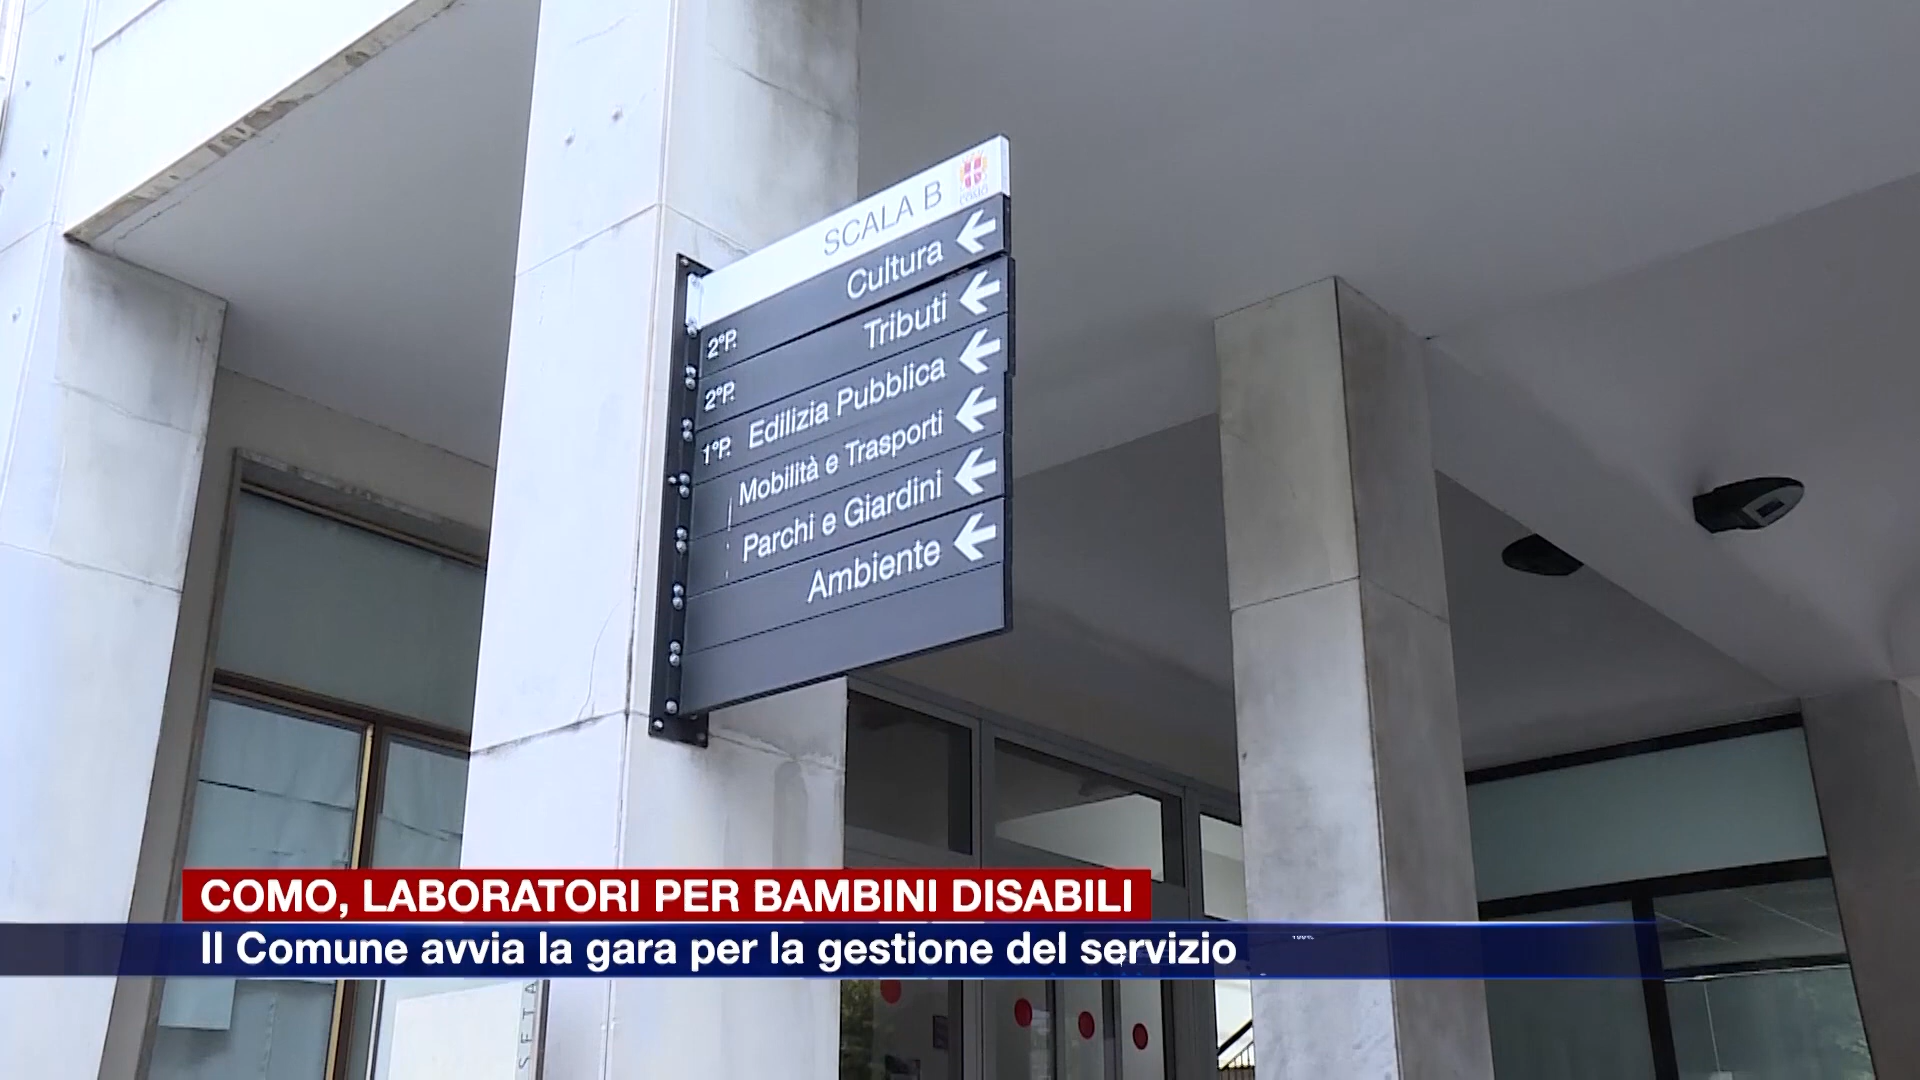 SCALA B
COMO
Cultura
2°P. Tributi
2°P. Edilizia Pubblica
1°P. Mobilità e Trasporti
Parchi e Giardini
Ambiente
COMO, LABORATORI PER BAMBINI DISABILI
Il Comune avvia la gara per la gestione del servizio